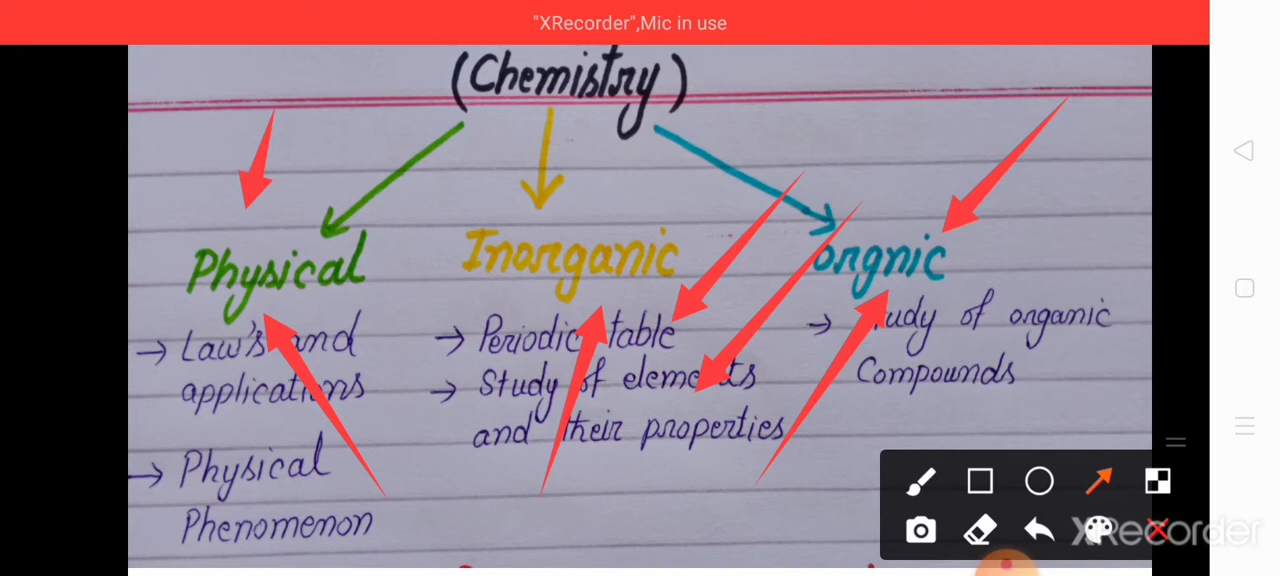 "XRecorder",Mic in use
(Chemistry)
Physical
Inorganic
orgnic
→ Law's and
applications
→ Physical
Phenomenon
→ Periodic table
→ Study of elements
and their properties
→ Study of organic
Compounds
XRecorder